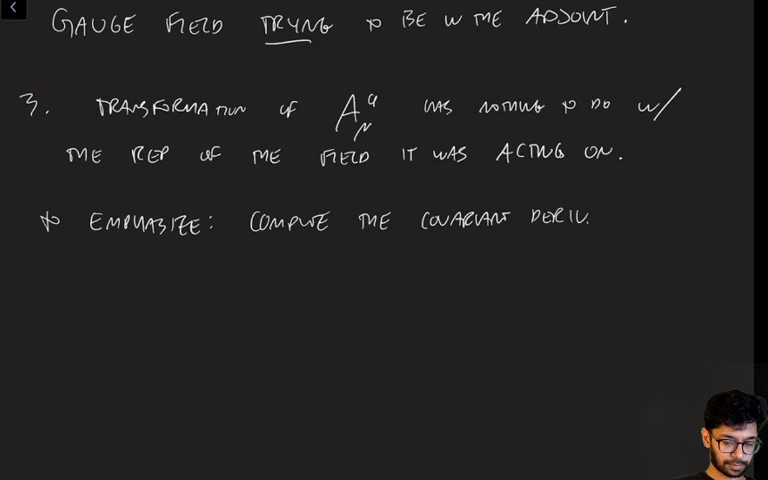 GAUGE FIELD TRYNG TO BE IN THE ADJOINT.
3. TRANSFORMATION OF A^a_μ HAS NOTHING TO DO W/
THE REP OF THE FIELD IT WAS ACTING ON.
TO EMPHASIZE: COMPUTE THE COVARIANT DERIV.